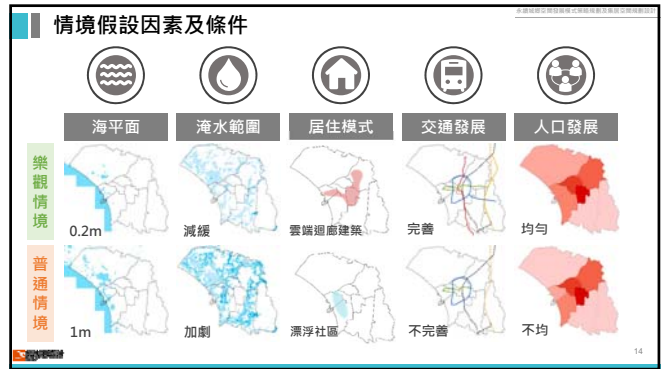 情境假設因素及條件
海平面
淹水範圍
居住模式
交通發展
人口發展
樂觀情境
0.2m
減緩
雲端迴廊建築
完善
均勻
普通情境
1m
加劇
漂浮社區
不完善
不均
14